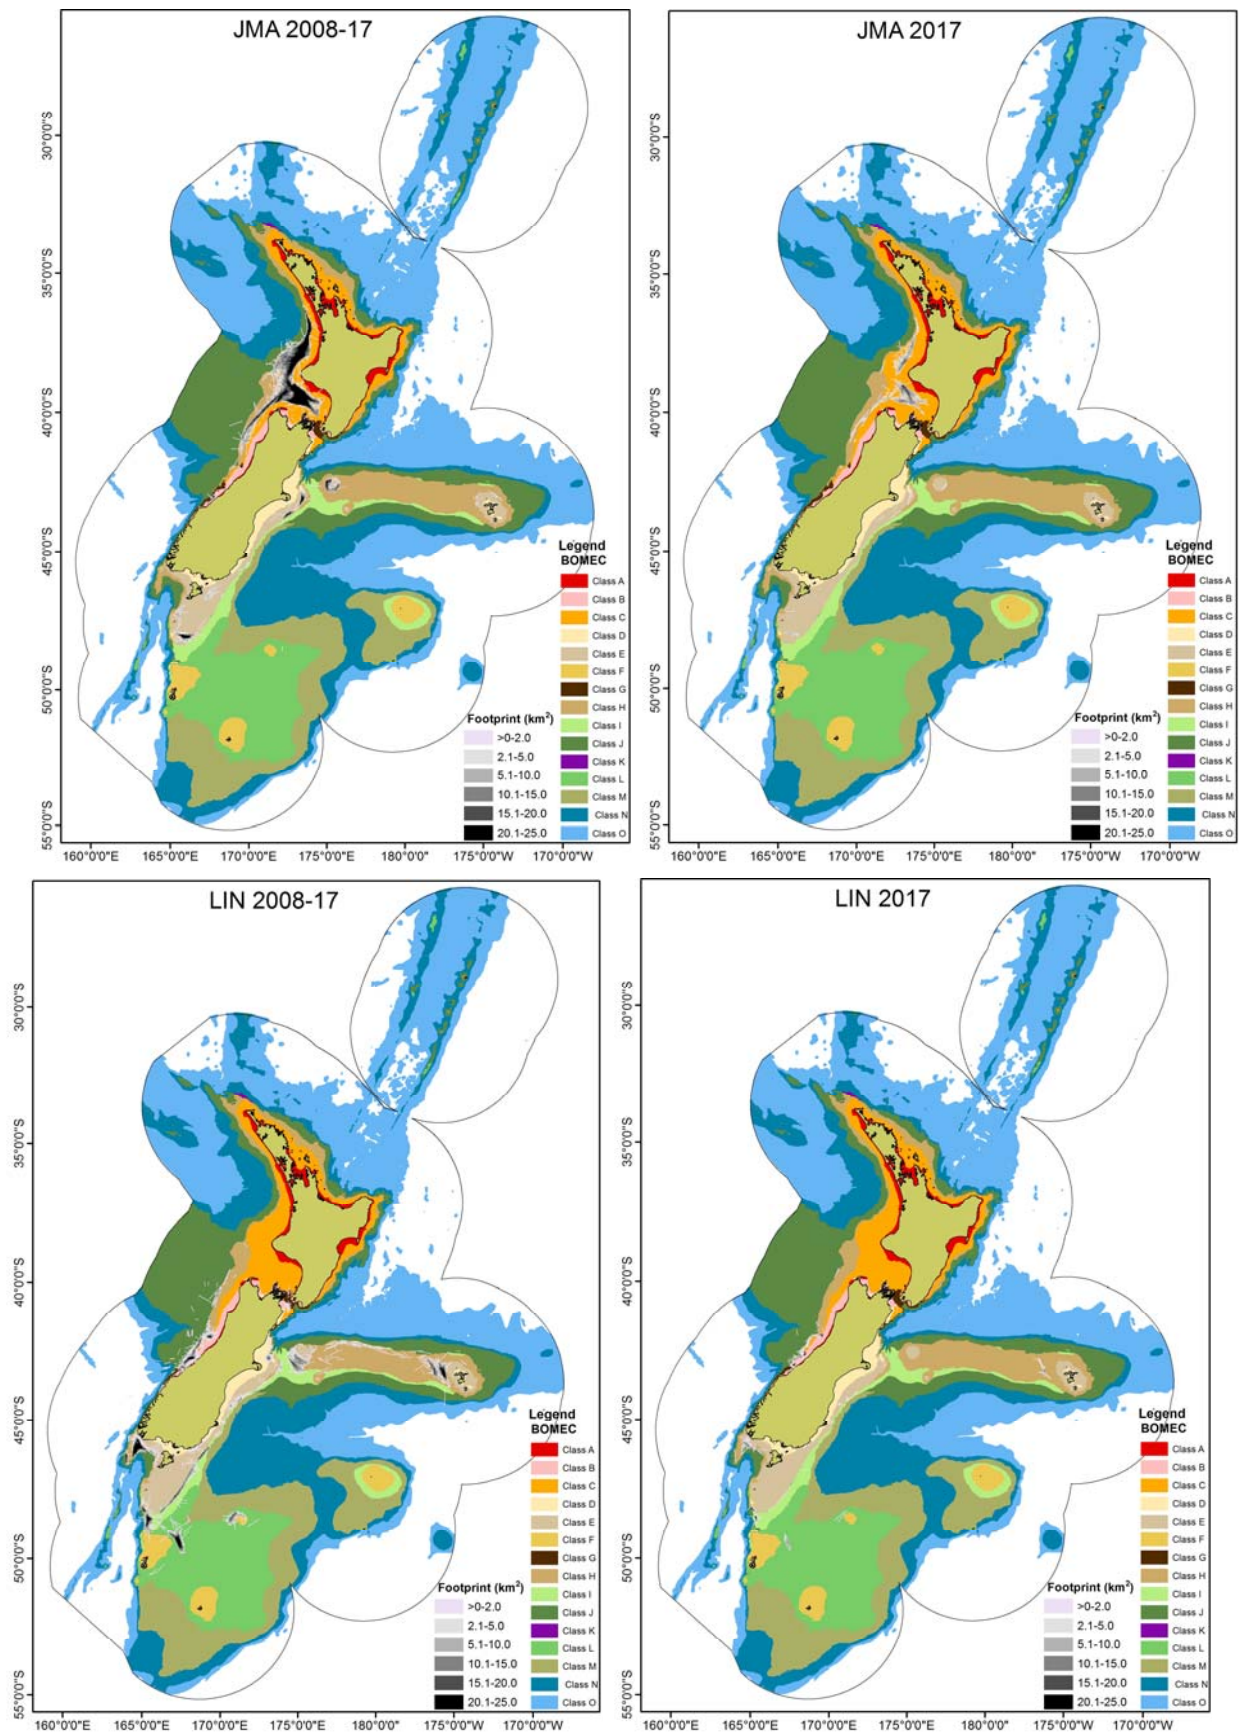 JMA 2008-17
30°0'0"S
35°0'0"S
40°0'0"S
45°0'0"S
50°0'0"S
55°0'0"S
Legend
BOMEC
Class A
Class B
Class C
Class D
Class E
Class F
Class G
Class H
Class I
Class J
Class K
Class L
Class M
Class N
Class O
Footprint (km²)
>0-2.0
2.1-5.0
5.1-10.0
10.1-15.0
15.1-20.0
20.1-25.0
160°0'0"E 165°0'0"E 170°0'0"E 175°0'0"E 180°0'0" 175°0'0"W 170°0'0"W
JMA 2017
30°0'0"S
35°0'0"S
40°0'0"S
45°0'0"S
50°0'0"S
55°0'0"S
Legend
BOMEC
Class A
Class B
Class C
Class D
Class E
Class F
Class G
Class H
Class I
Class J
Class K
Class L
Class M
Class N
Class O
Footprint (km²)
>0-2.0
2.1-5.0
5.1-10.0
10.1-15.0
15.1-20.0
20.1-25.0
160°0'0"E 165°0'0"E 170°0'0"E 175°0'0"E 180°0'0" 175°0'0"W 170°0'0"W
LIN 2008-17
30°0'0"S
35°0'0"S
40°0'0"S
45°0'0"S
50°0'0"S
55°0'0"S
Legend
BOMEC
Class A
Class B
Class C
Class D
Class E
Class F
Class G
Class H
Class I
Class J
Class K
Class L
Class M
Class N
Class O
Footprint (km²)
>0-2.0
2.1-5.0
5.1-10.0
10.1-15.0
15.1-20.0
20.1-25.0
160°0'0"E 165°0'0"E 170°0'0"E 175°0'0"E 180°0'0" 175°0'0"W 170°0'0"W
LIN 2017
30°0'0"S
35°0'0"S
40°0'0"S
45°0'0"S
50°0'0"S
55°0'0"S
Legend
BOMEC
Class A
Class B
Class C
Class D
Class E
Class F
Class G
Class H
Class I
Class J
Class K
Class L
Class M
Class N
Class O
Footprint (km²)
>0-2.0
2.1-5.0
5.1-10.0
10.1-15.0
15.1-20.0
20.1-25.0
160°0'0"E 165°0'0"E 170°0'0"E 175°0'0"E 180°0'0" 175°0'0"W 170°0'0"W